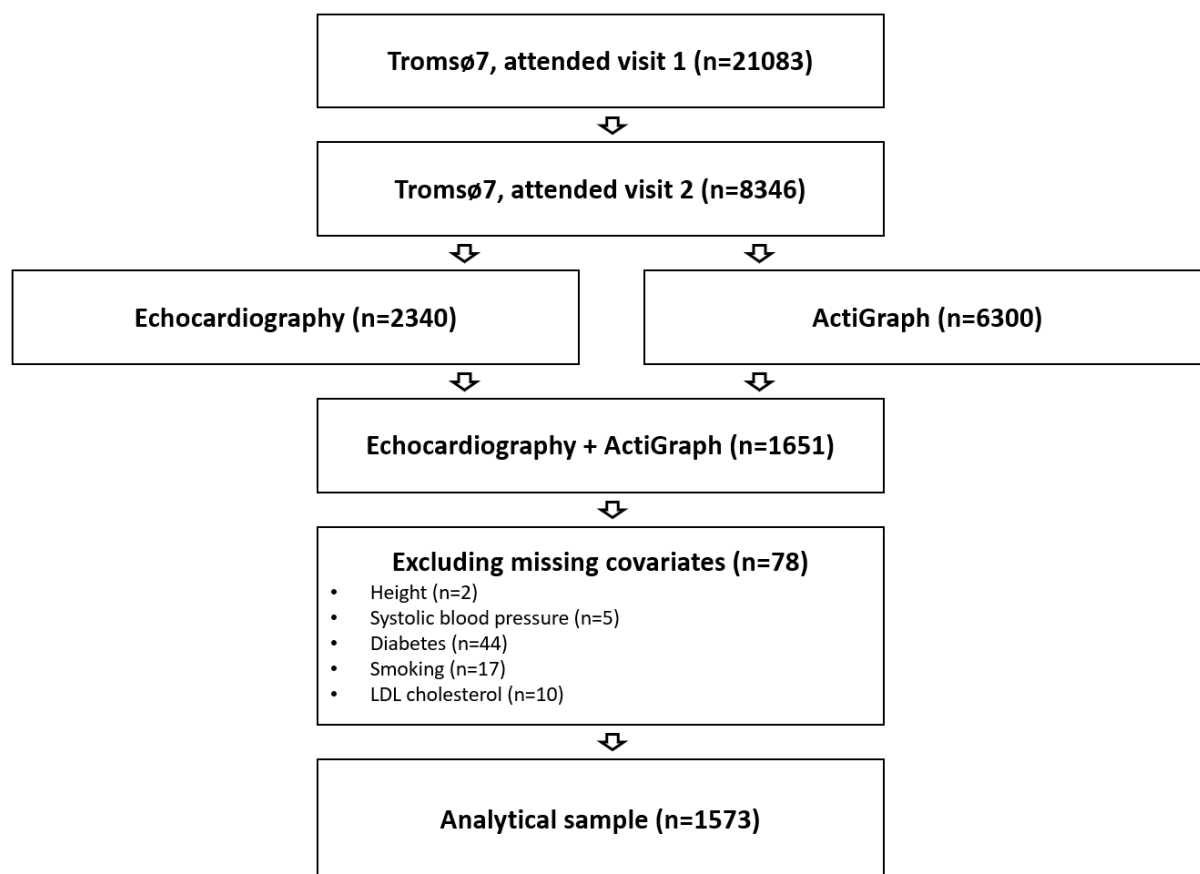 Tromsø7, attended visit 1 (n=21083)
Tromsø7, attended visit 2 (n=8346)
Echocardiography (n=2340)
ActiGraph (n=6300)
Echocardiography + ActiGraph (n=1651)
Excluding missing covariates (n=78)
• Height (n=2)
• Systolic blood pressure (n=5)
• Diabetes (n=44)
• Smoking (n=17)
• LDL cholesterol (n=10)
Analytical sample (n=1573)